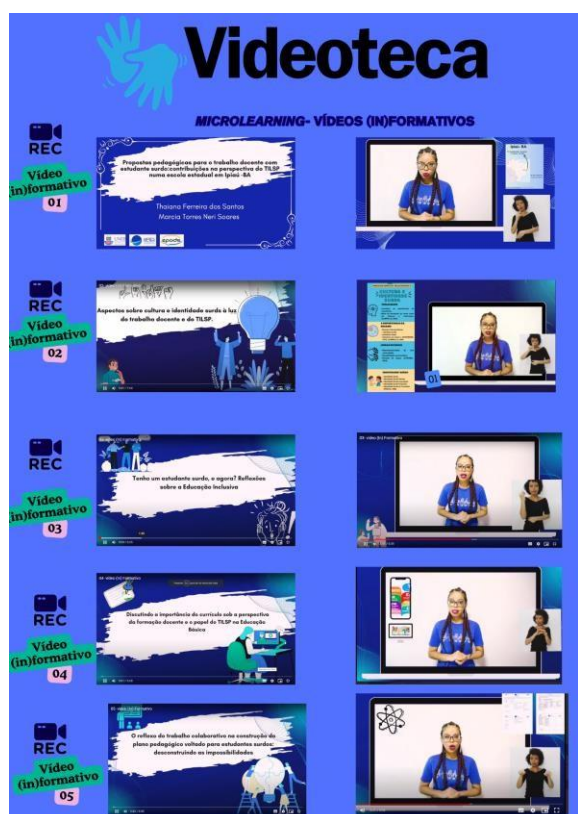 Videoteca
MICROLEARNING- VÍDEOS (IN)FORMATIVOS
REC
Vídeo
(in)formativo
01
Propostas pedagógicas para o trabalho docente com
estudante surdo:contribuições na perspectiva do TILSP
numa escola estadual em Ipiaú -BA
Thaiana Ferreira dos Santos
Marcia Torres Neri Soares
REC
Vídeo
(in)formativo
02
Aspectos sobre cultura e identidade surda à luz
do trabalho docente e do TILSP.
01
REC
Vídeo
(in)formativo
03
Tenho um estudante surdo, e agora? Reflexões
sobre a Educação Inclusiva
REC
Vídeo
(in)formativo
04
Discutindo a importância do currículo sob a perspectiva
da formação docente e o papel do TILSP na Educação
Básica
REC
Vídeo
(in)formativo
05
O reflexo do trabalho colaborativo na construção do
plano pedagógico voltado para estudantes surdos:
desconstruindo as impossibilidades